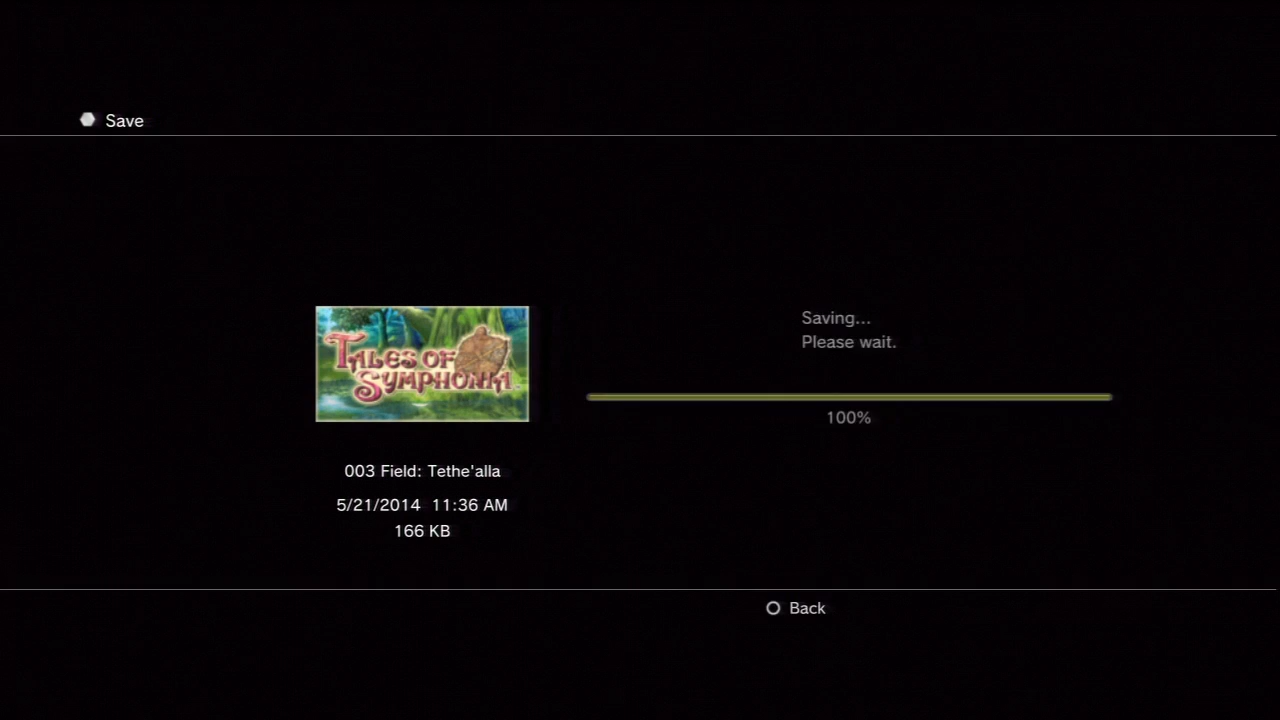 Save
TALES OF
SYMPHONIA
Saving...
Please wait.
100%
003 Field: Tethe'alla
5/21/2014 11:36 AM
166 KB
Back